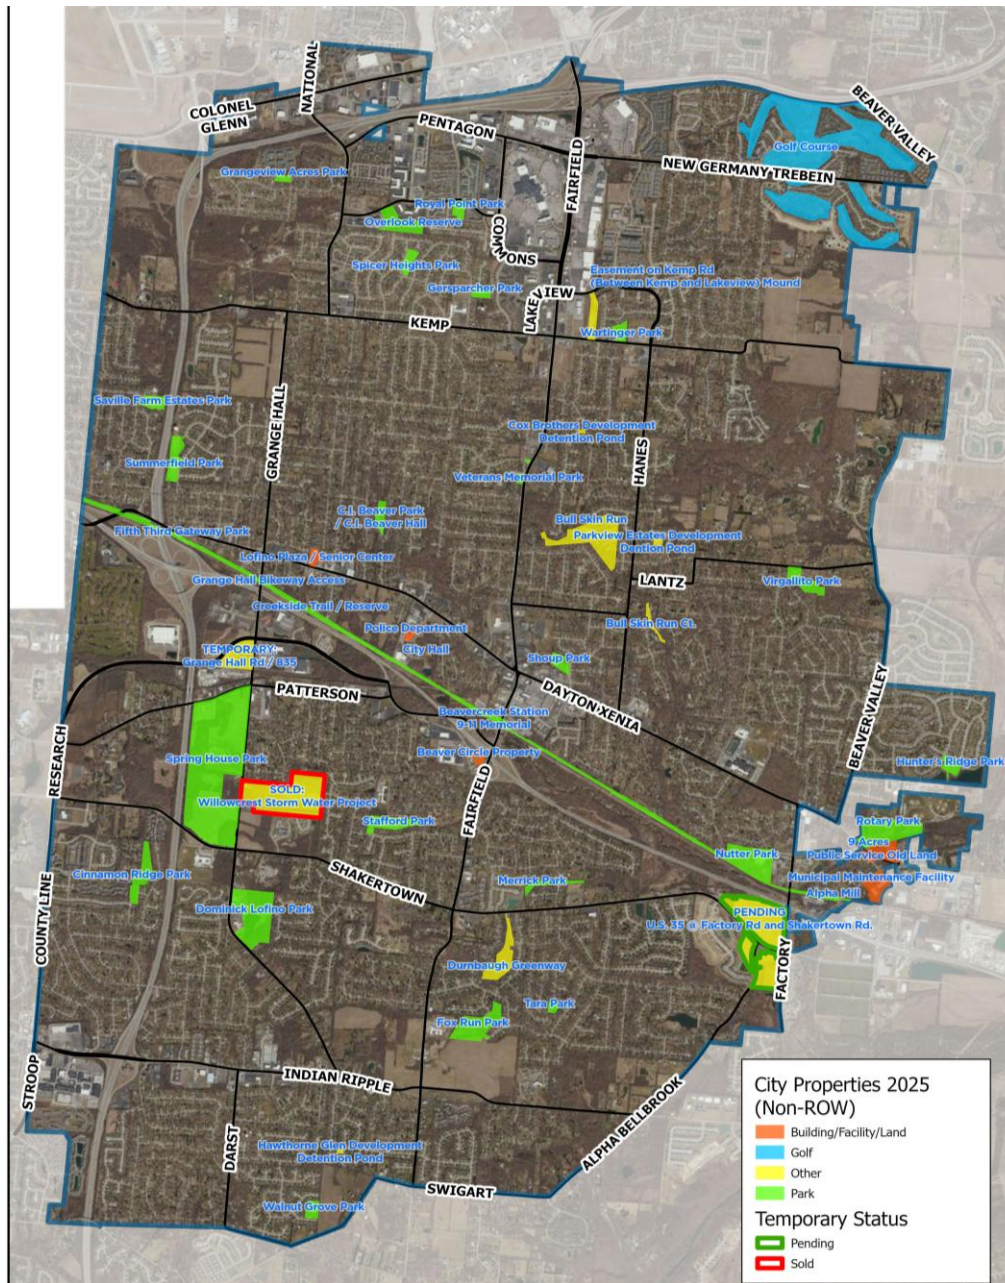 COLONEL
GLENN
NATIONAL
PENTAGON
FAIRFIELD
BEAVER VALLEY
Golf Course
NEW GERMANY TREBEIN
Grangeview Acres Park
Royal Point Park
Overlook Reserve
COMMONS
Spicer Heights Park
Gersparcher Park
LAKEVIEW
Easement on Kemp Rd
(Between Kemp and Lakeview) Mound
KEMP
Wartinger Park
GRANGE HALL
Saville Farm Estates Park
Cox Brothers Development
Detention Pond
HANES
Summerfield Park
Veterans Memorial Park
C.I. Beaver Park
/ C.I. Beaver Hall
Bull Skin Run
Parkview Estates Development
Dention Pond
Fifth Third Gateway Park
Lofino Plaza / Senior Center
Grange Hall Bikeway Access
LANTZ
Virgallito Park
Creekside Trail / Reserve
Police Department
City Hall
Bull Skin Run Ct.
TEMPORARY:
Grange Hall Rd / 835
Shoup Park
PATTERSON
DAYTON XENIA
Beavercreek Station
9-11 Memorial
BEAVER VALLEY
RESEARCH
Spring House Park
Beaver Circle Property
Hunter's Ridge Park
SOLD:
Willowcrest Storm Water Project
FAIRFIELD
Stafford Park
Rotary Park
9 Acres
Public Service Old Land
Nutter Park
Municipal Maintenance Facility
Alpha Mill
Cinnamon Ridge Park
SHAKERTOWN
Merrick Park
Dominick Lofino Park
PENDING
U.S. 35 @ Factory Rd and Shakertown Rd.
COUNTY LINE
Durnbaugh Greenway
FACTORY
Tara Park
Fox Run Park
STROOP
INDIAN RIPPLE
ALPHA BELLBROOK
DARST
Hawthorne Glen Development
Detention Pond
SWIGART
Walnut Grove Park
City Properties 2025
(Non-ROW)
Building/Facility/Land
Golf
Other
Park
Temporary Status
Pending
Sold